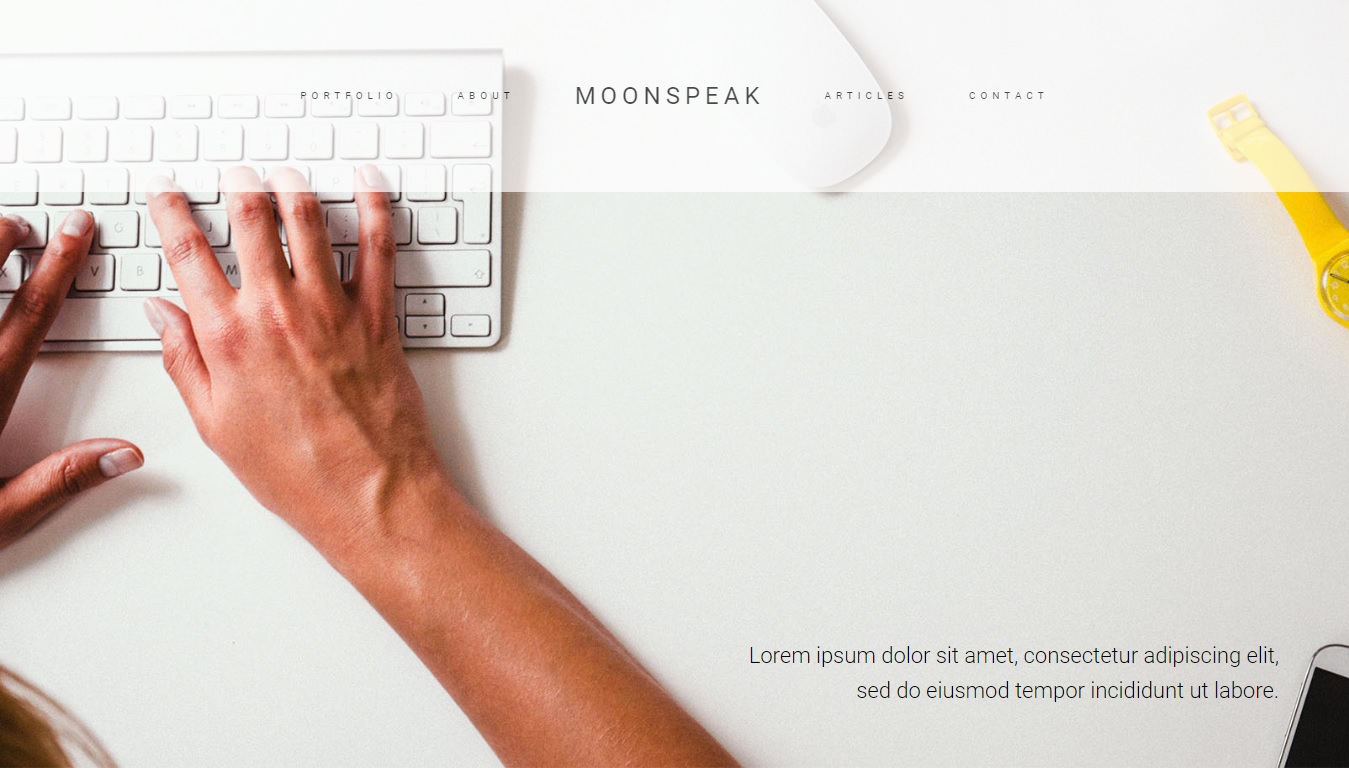 PORTFOLIO ABOUT MOONSPEAK ARTICLES CONTACT
Lorem ipsum dolor sit amet, consectetur adipiscing elit,
sed do eiusmod tempor incididunt ut labore.
G
V B M